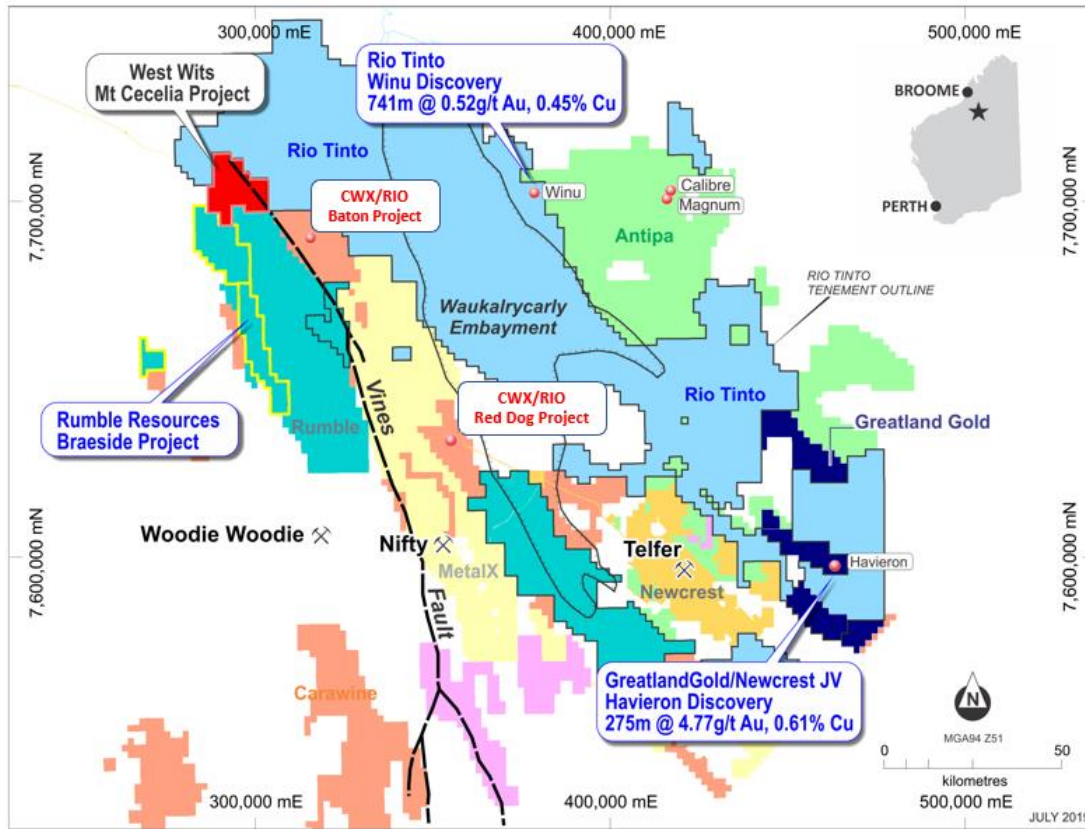 300,000 mE
400,000 mE
500,000 mE
West Wits
Mt Cecelia Project
Rio Tinto
Winu Discovery
741m @ 0.52g/t Au, 0.45% Cu
BROOME
PERTH
Rio Tinto
CWX/RIO
Baton Project
Winu
Calibre
Magnum
7,700,000 mN
7,700,000 mN
Antipa
RIO TINTO
TENEMENT OUTLINE
Waukalrycarly
Embayment
Vines
Rio Tinto
CWX/RIO
Red Dog Project
Rumble Resources
Braeside Project
Rumble
Greatland Gold
Woodie Woodie
Nifty
MetalX
Telfer
Newcrest
Havieron
7,600,000 mN
7,600,000 mN
Fault
Carawine
GreatlandGold/Newcrest JV
Havieron Discovery
275m @ 4.77g/t Au, 0.61% Cu
N
MGA94 Z51
0
50
kilometres
300,000 mE
400,000 mE
500,000 mE